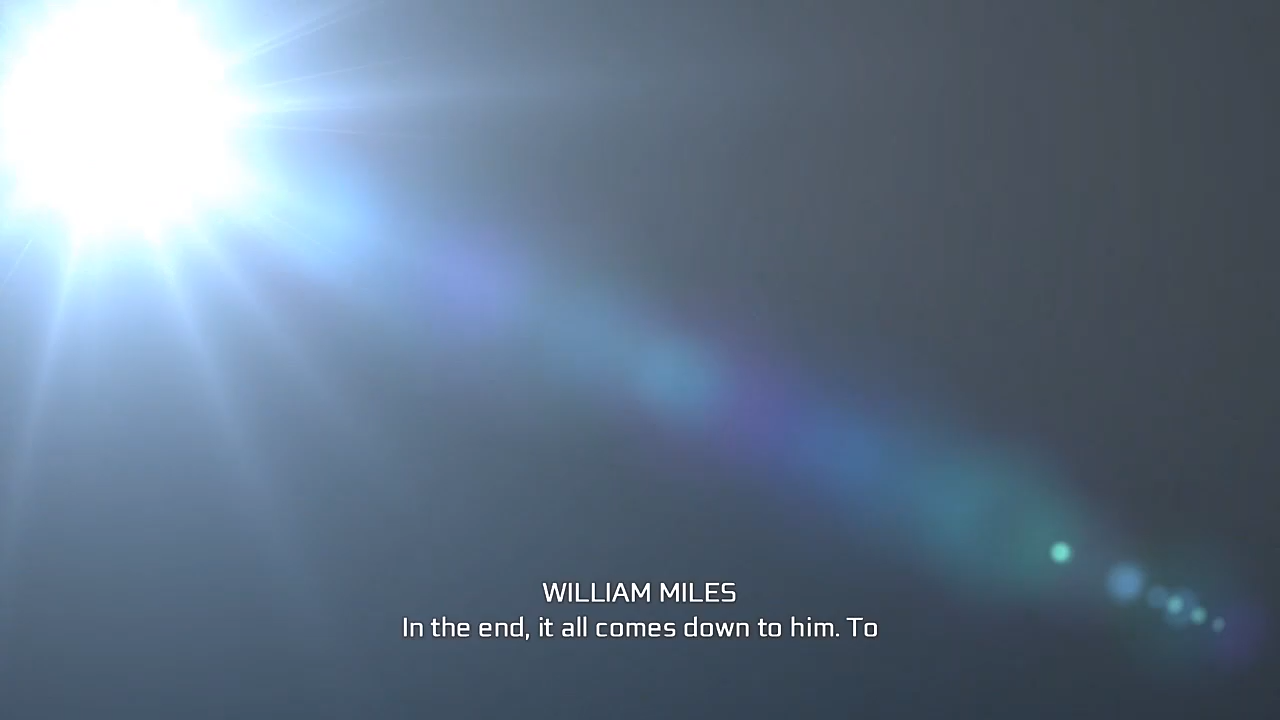 WILLIAM MILES
In the end, it all comes down to him. To